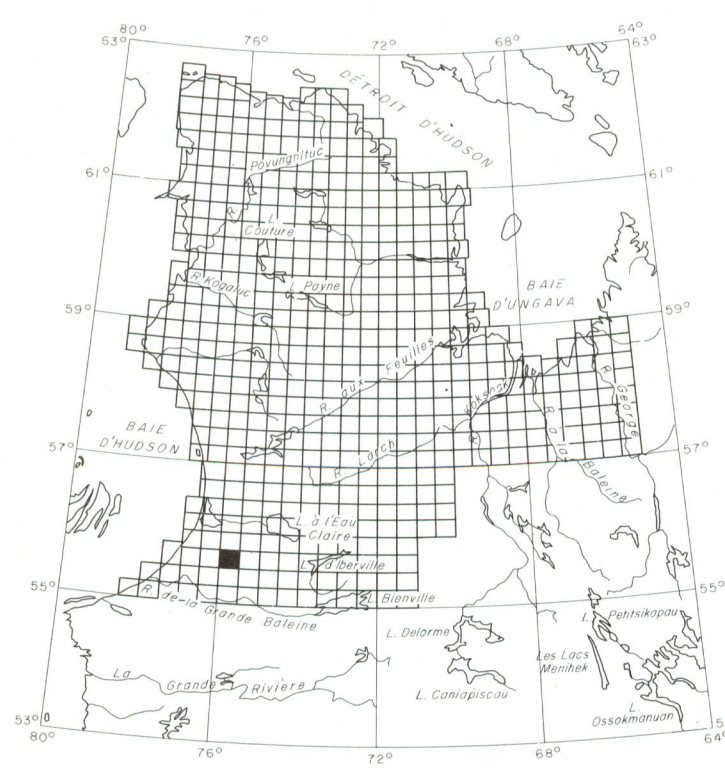 80°
76°
72°
68°
64°
63°
63°
DÉTROIT
D'HUDSON
61°
61°
Povungnituc
R.
L.
Couture
R. Kogaluc
L. Payne
BAIE
D'UNGAVA
59°
59°
R. aux Feuilles
Koksoak
R.
R. à la
Baleine
R. George
BAIE
D'HUDSON
57°
57°
R. Larch
L. à l'Eau
Claire
L. d'Iberville
55°
55°
R. de-la Grande Baleine
L. Bienville
L. Delorme
L. Petitsikapau
Les Lacs
Menihek
La Grande Rivière
L. Caniapiscau
L.
Ossokmanuan
53°
80°
76°
72°
68°
64°